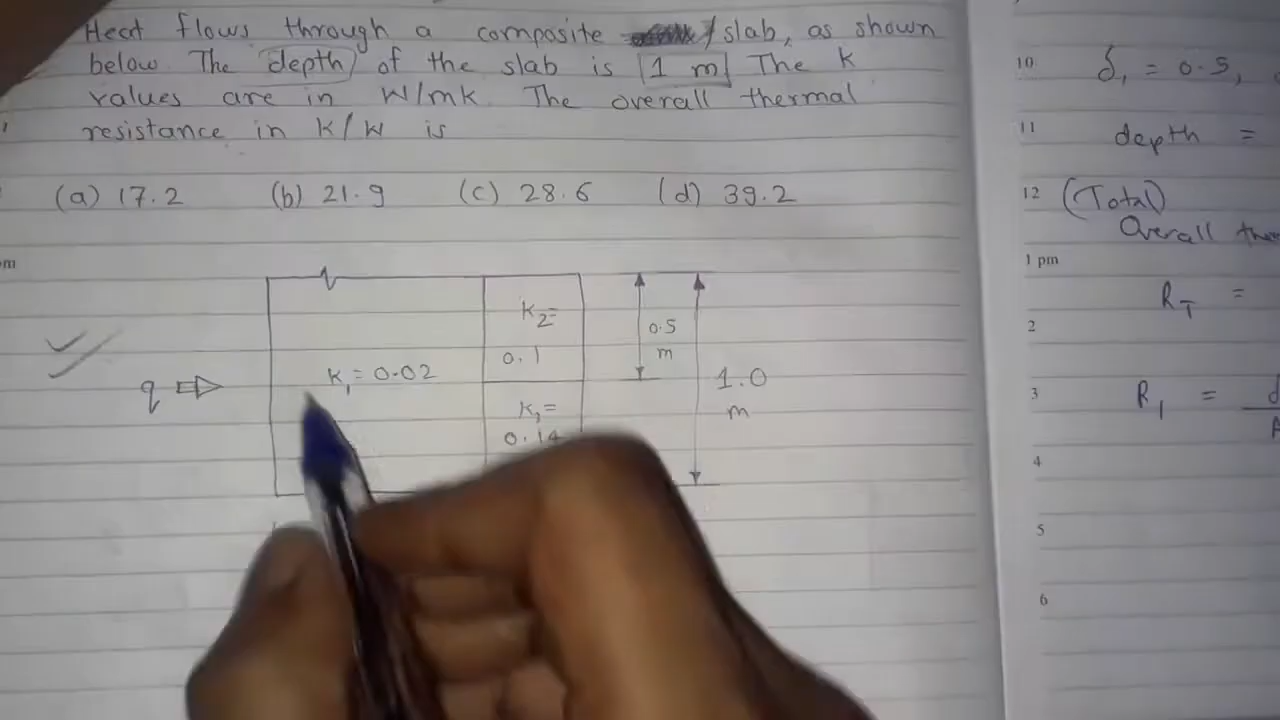 Heat flows through a composite slab, as shown
below. The depth of the slab is 1 m. The k
values are in W/mk. The overall thermal
resistance in K/W is
(a) 17.2 (b) 21.9 (c) 28.6 (d) 39.2
q
K₁ = 0.02
K₂ =
0.1
K₃ =
0.14
0.5
m
1.0
m
pm
10 δ₁ = 0.5,
11 depth =
12 (Total)
Overall
1 pm
R_T =
2
3 R₁ =
4
5
6